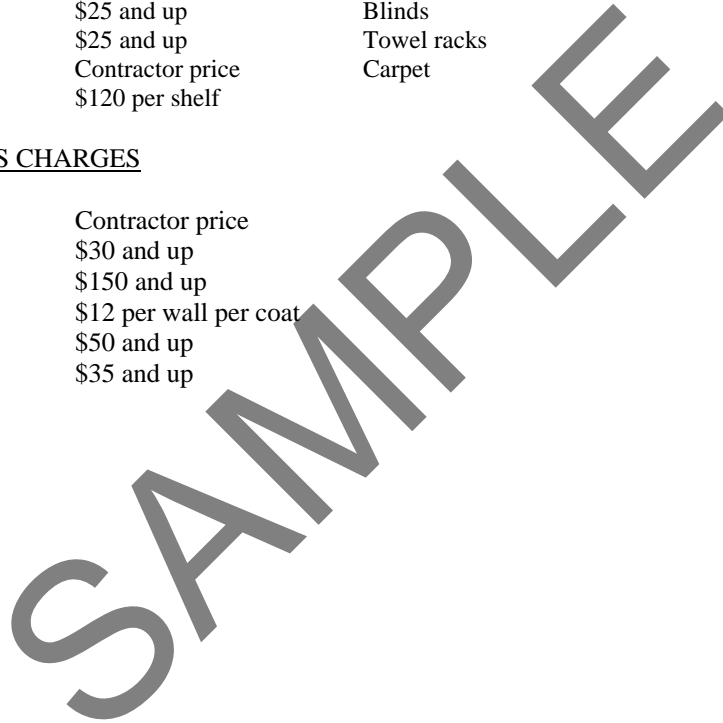 $25 and up Blinds
$25 and up Towel racks
Contractor price Carpet
$120 per shelf
S CHARGES
Contractor price
$30 and up
$150 and up
$12 per wall per coat
$50 and up
$35 and up
SAMPLE